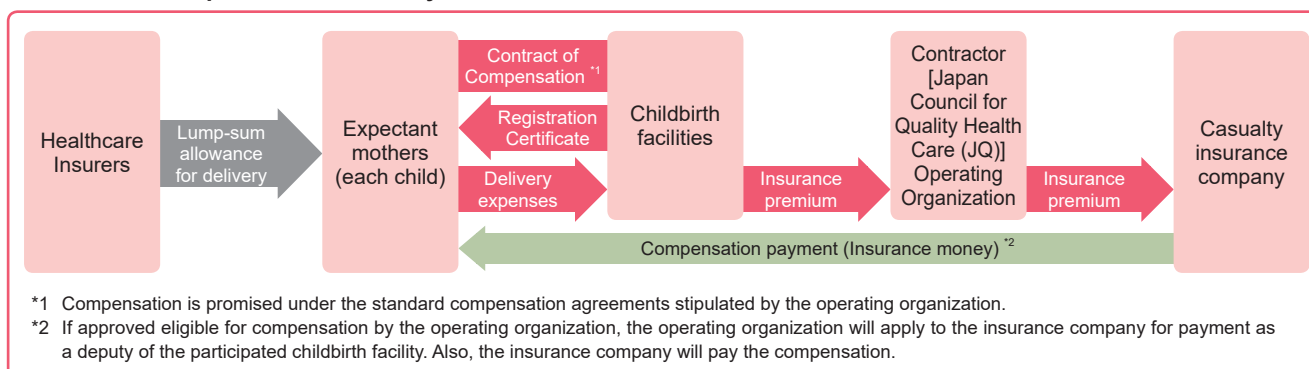 Healthcare
Insurers
Lump-sum
allowance
for delivery
Expectant
mothers
(each child)
Contract of
Compensation *1
Registration
Certificate
Delivery
expenses
Childbirth
facilities
Insurance
premium
Contractor
[Japan
Council for
Quality Health
Care (JQ)]
Operating
Organization
Insurance
premium
Casualty
insurance
company
Compensation payment (Insurance money) *2
*1 Compensation is promised under the standard compensation agreements stipulated by the operating organization.
*2 If approved eligible for compensation by the operating organization, the operating organization will apply to the insurance company for payment as
a deputy of the participated childbirth facility. Also, the insurance company will pay the compensation.